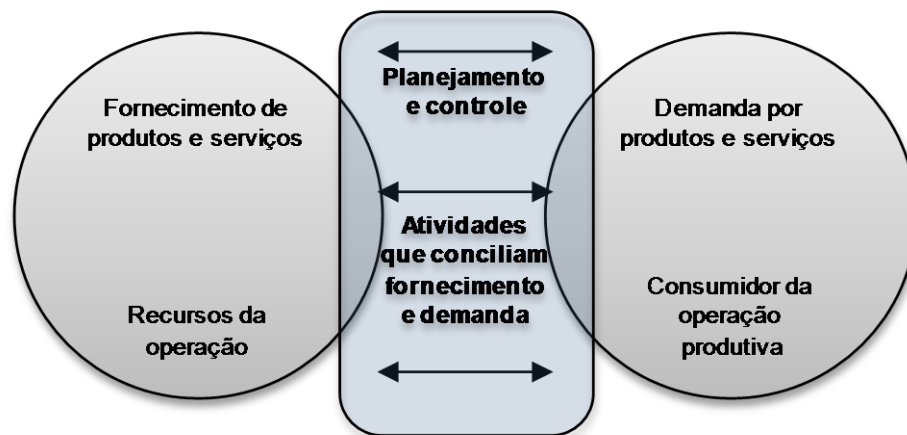 Fornecimento de
produtos e serviços
Recursos da
operação
Planejamento
e controle
Atividades
que conciliam
fornecimento
e demanda
Demanda por
produtos e serviços
Consumidor da
operação
produtiva